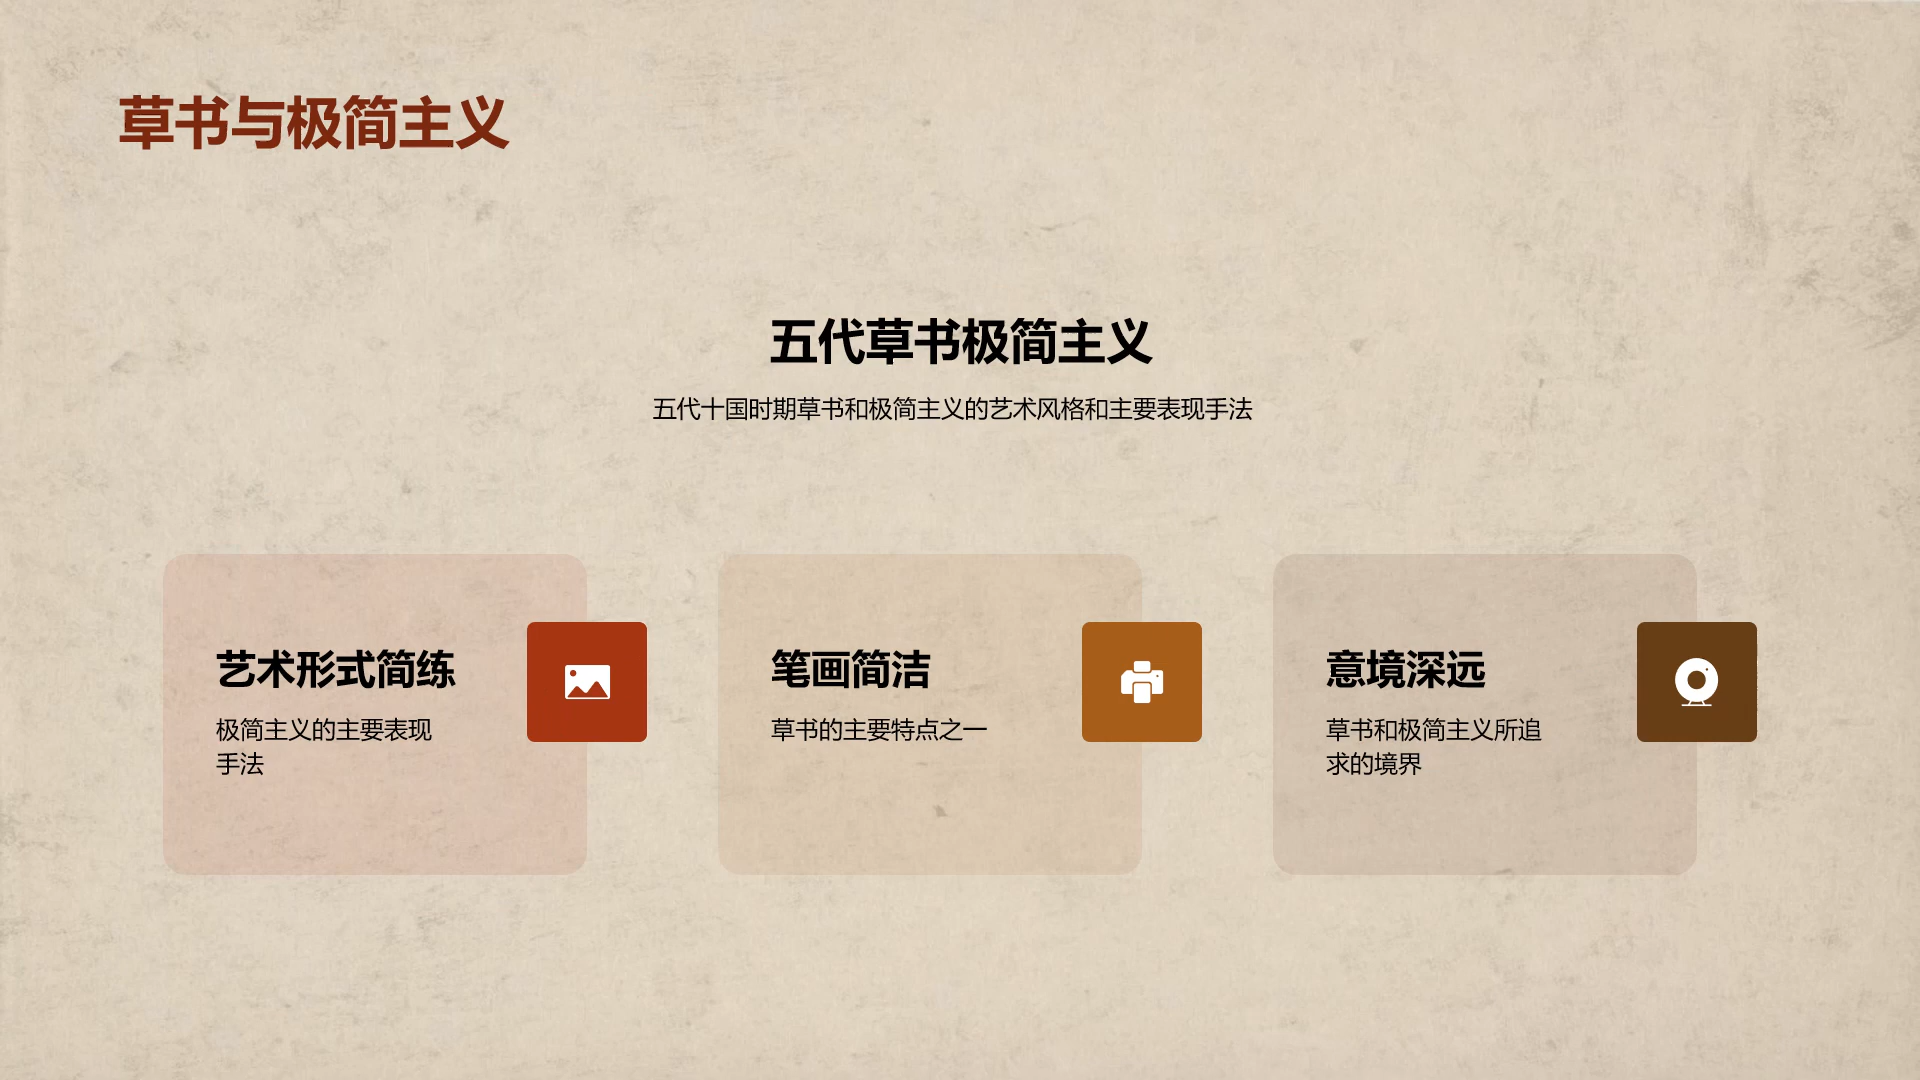 草书与极简主义
五代草书极简主义
五代十国时期草书和极简主义的艺术风格和主要表现手法
艺术形式简练
极简主义的主要表现
手法
笔画简洁
草书的主要特点之一
意境深远
草书和极简主义所追
求的境界